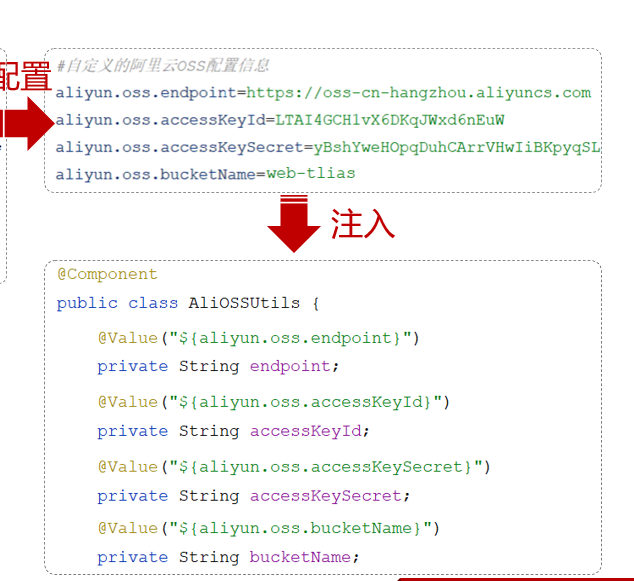 配置
#自定义的阿里云OSS配置信息
aliyun.oss.endpoint=https://oss-cn-hangzhou.aliyuncs.com
aliyun.oss.accessKeyId=LTAI4GCH1vX6DKqJWxd6nEuW
aliyun.oss.accessKeySecret=yBshYweHOpqDuhCArrVHwIiBKpyqSL
aliyun.oss.bucketName=web-tlias
注入
@Component
public class AliOSSUtils {
@Value("${aliyun.oss.endpoint}")
private String endpoint;
@Value("${aliyun.oss.accessKeyId}")
private String accessKeyId;
@Value("${aliyun.oss.accessKeySecret}")
private String accessKeySecret;
@Value("${aliyun.oss.bucketName}")
private String bucketName;